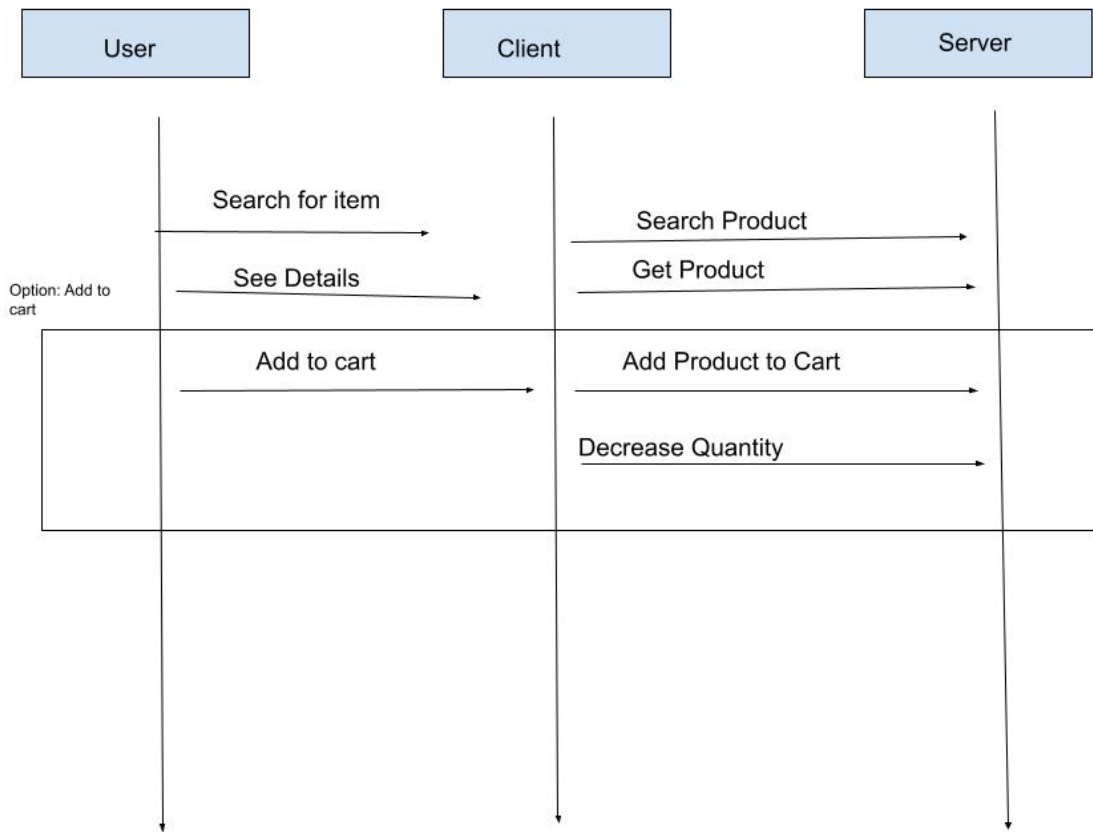 User
Client
Server
Search for item
Search Product
See Details
Get Product
Option: Add to
cart
Add to cart
Add Product to Cart
Decrease Quantity